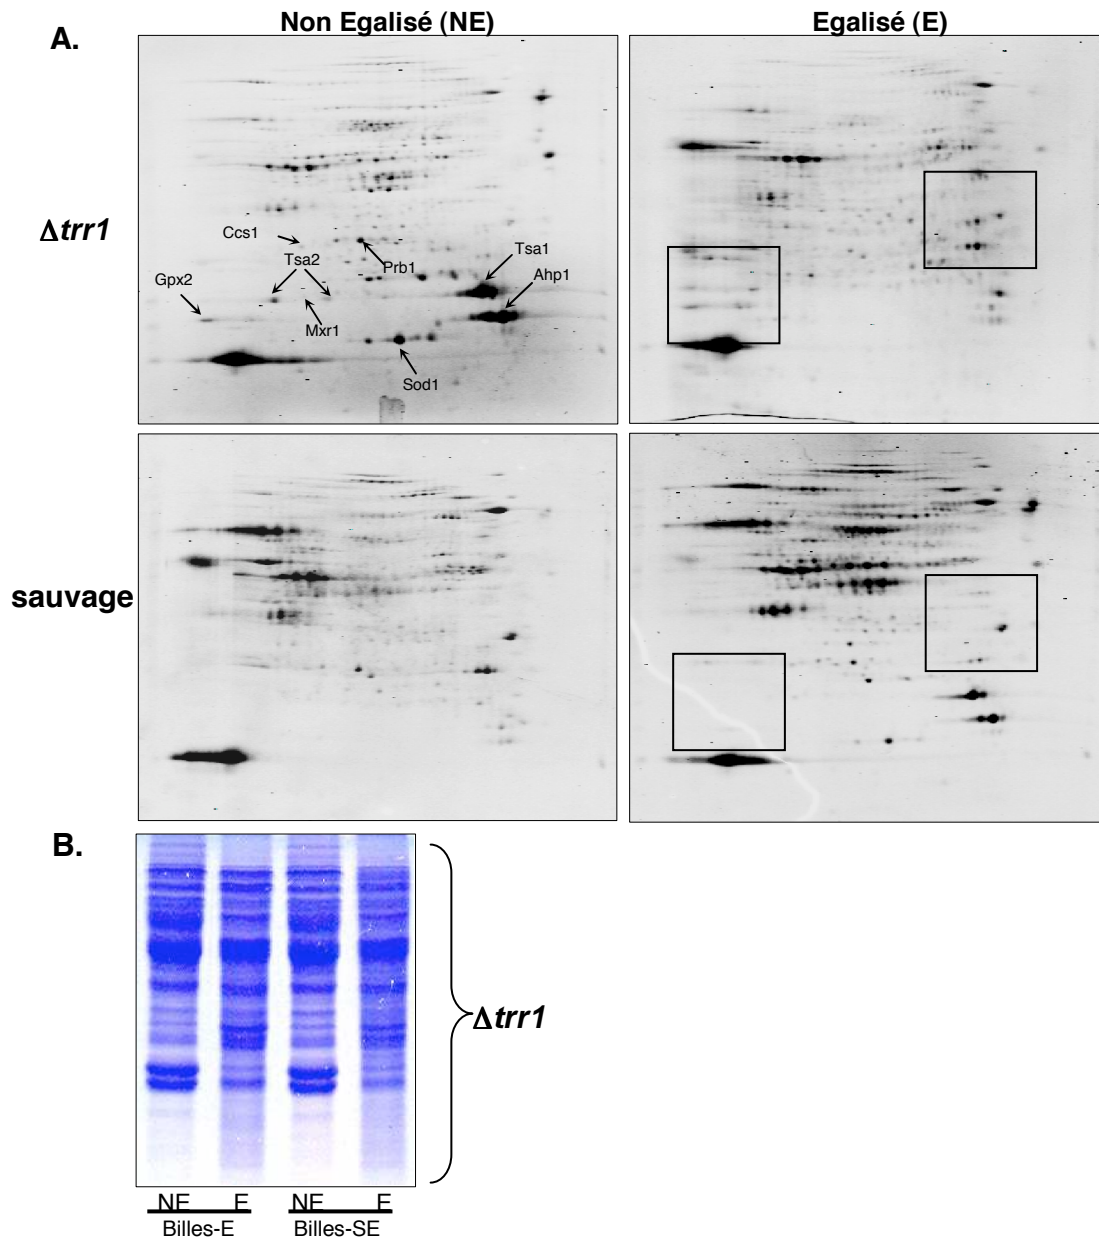 Non Egalisé (NE)
Egalisé (E)
A.
Δtrr1
Ccs1
Tsa2
Gpx2
Prb1
Tsa1
Ahp1
Mxr1
Sod1
sauvage
B.
Δtrr1
NE E NE E
Billes-E Billes-SE